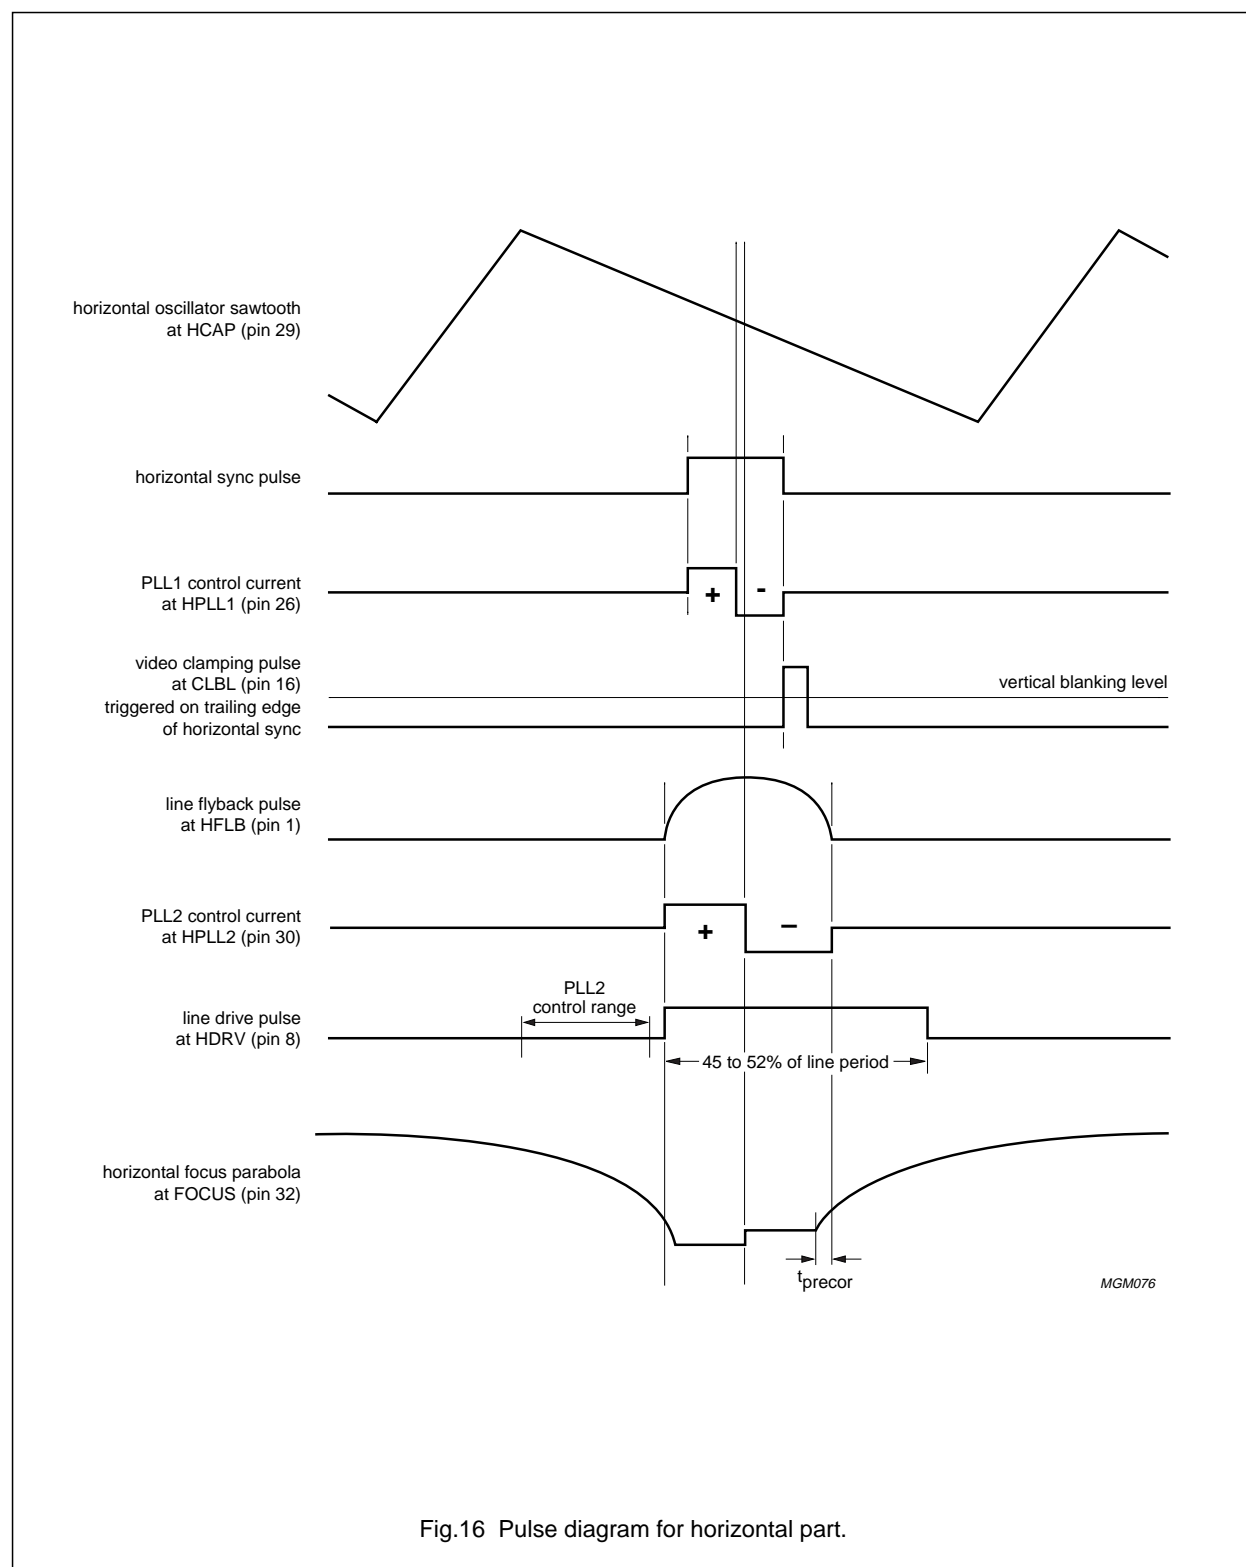 horizontal oscillator sawtooth
at HCAP (pin 29)
horizontal sync pulse
PLL1 control current
at HPLL1 (pin 26)
+
-
video clamping pulse
at CLBL (pin 16)
triggered on trailing edge
of horizontal sync
vertical blanking level
line flyback pulse
at HFLB (pin 1)
PLL2 control current
at HPLL2 (pin 30)
+
−
PLL2
control range
line drive pulse
at HDRV (pin 8)
45 to 52% of line period
horizontal focus parabola
at FOCUS (pin 32)
tprecor
MGM076
Fig.16 Pulse diagram for horizontal part.